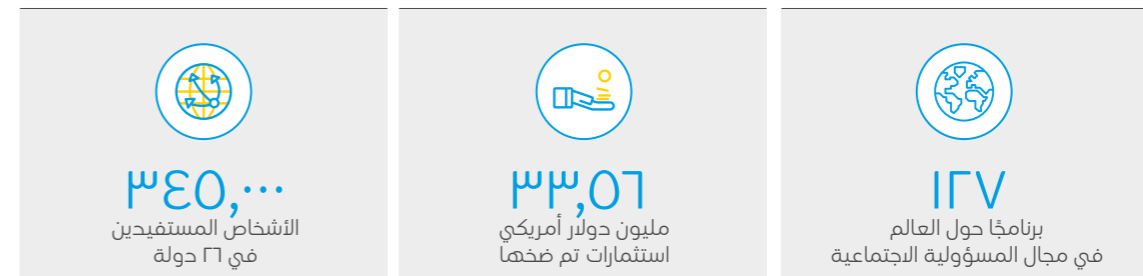 ١٢٧
برنامجًا حول العالم
في مجال المسؤولية الاجتماعية
٣٣,٥٦
مليون دولار أمريكي
استثمارات تم ضخها
٣٤٥,٠٠٠
الأشخاص المستفيدين
في ٢٦ دولة